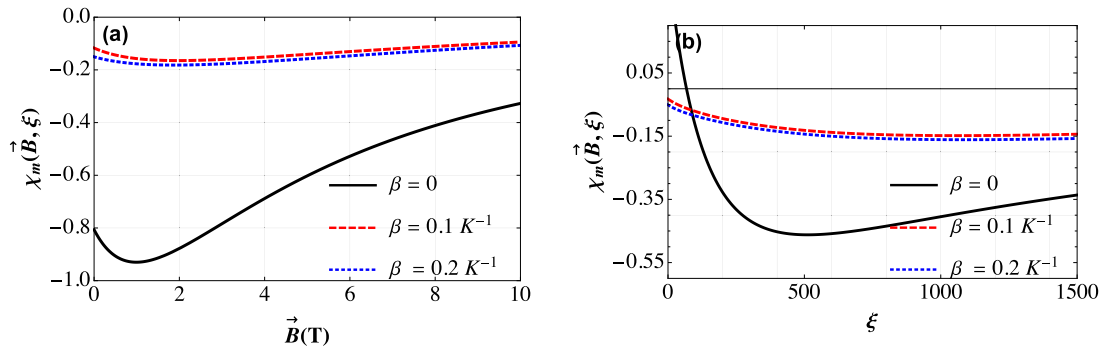 (a)
0.0
−0.2
−0.4
−0.6
−0.8
−1.0
χm(B⃗, ξ)
β = 0
β = 0.1 K⁻¹
β = 0.2 K⁻¹
0 2 4 6 8 10
B⃗(T)
(b)
0.05
−0.15
−0.35
−0.55
χm(B⃗, ξ)
β = 0
β = 0.1 K⁻¹
β = 0.2 K⁻¹
0 500 1000 1500
ξ